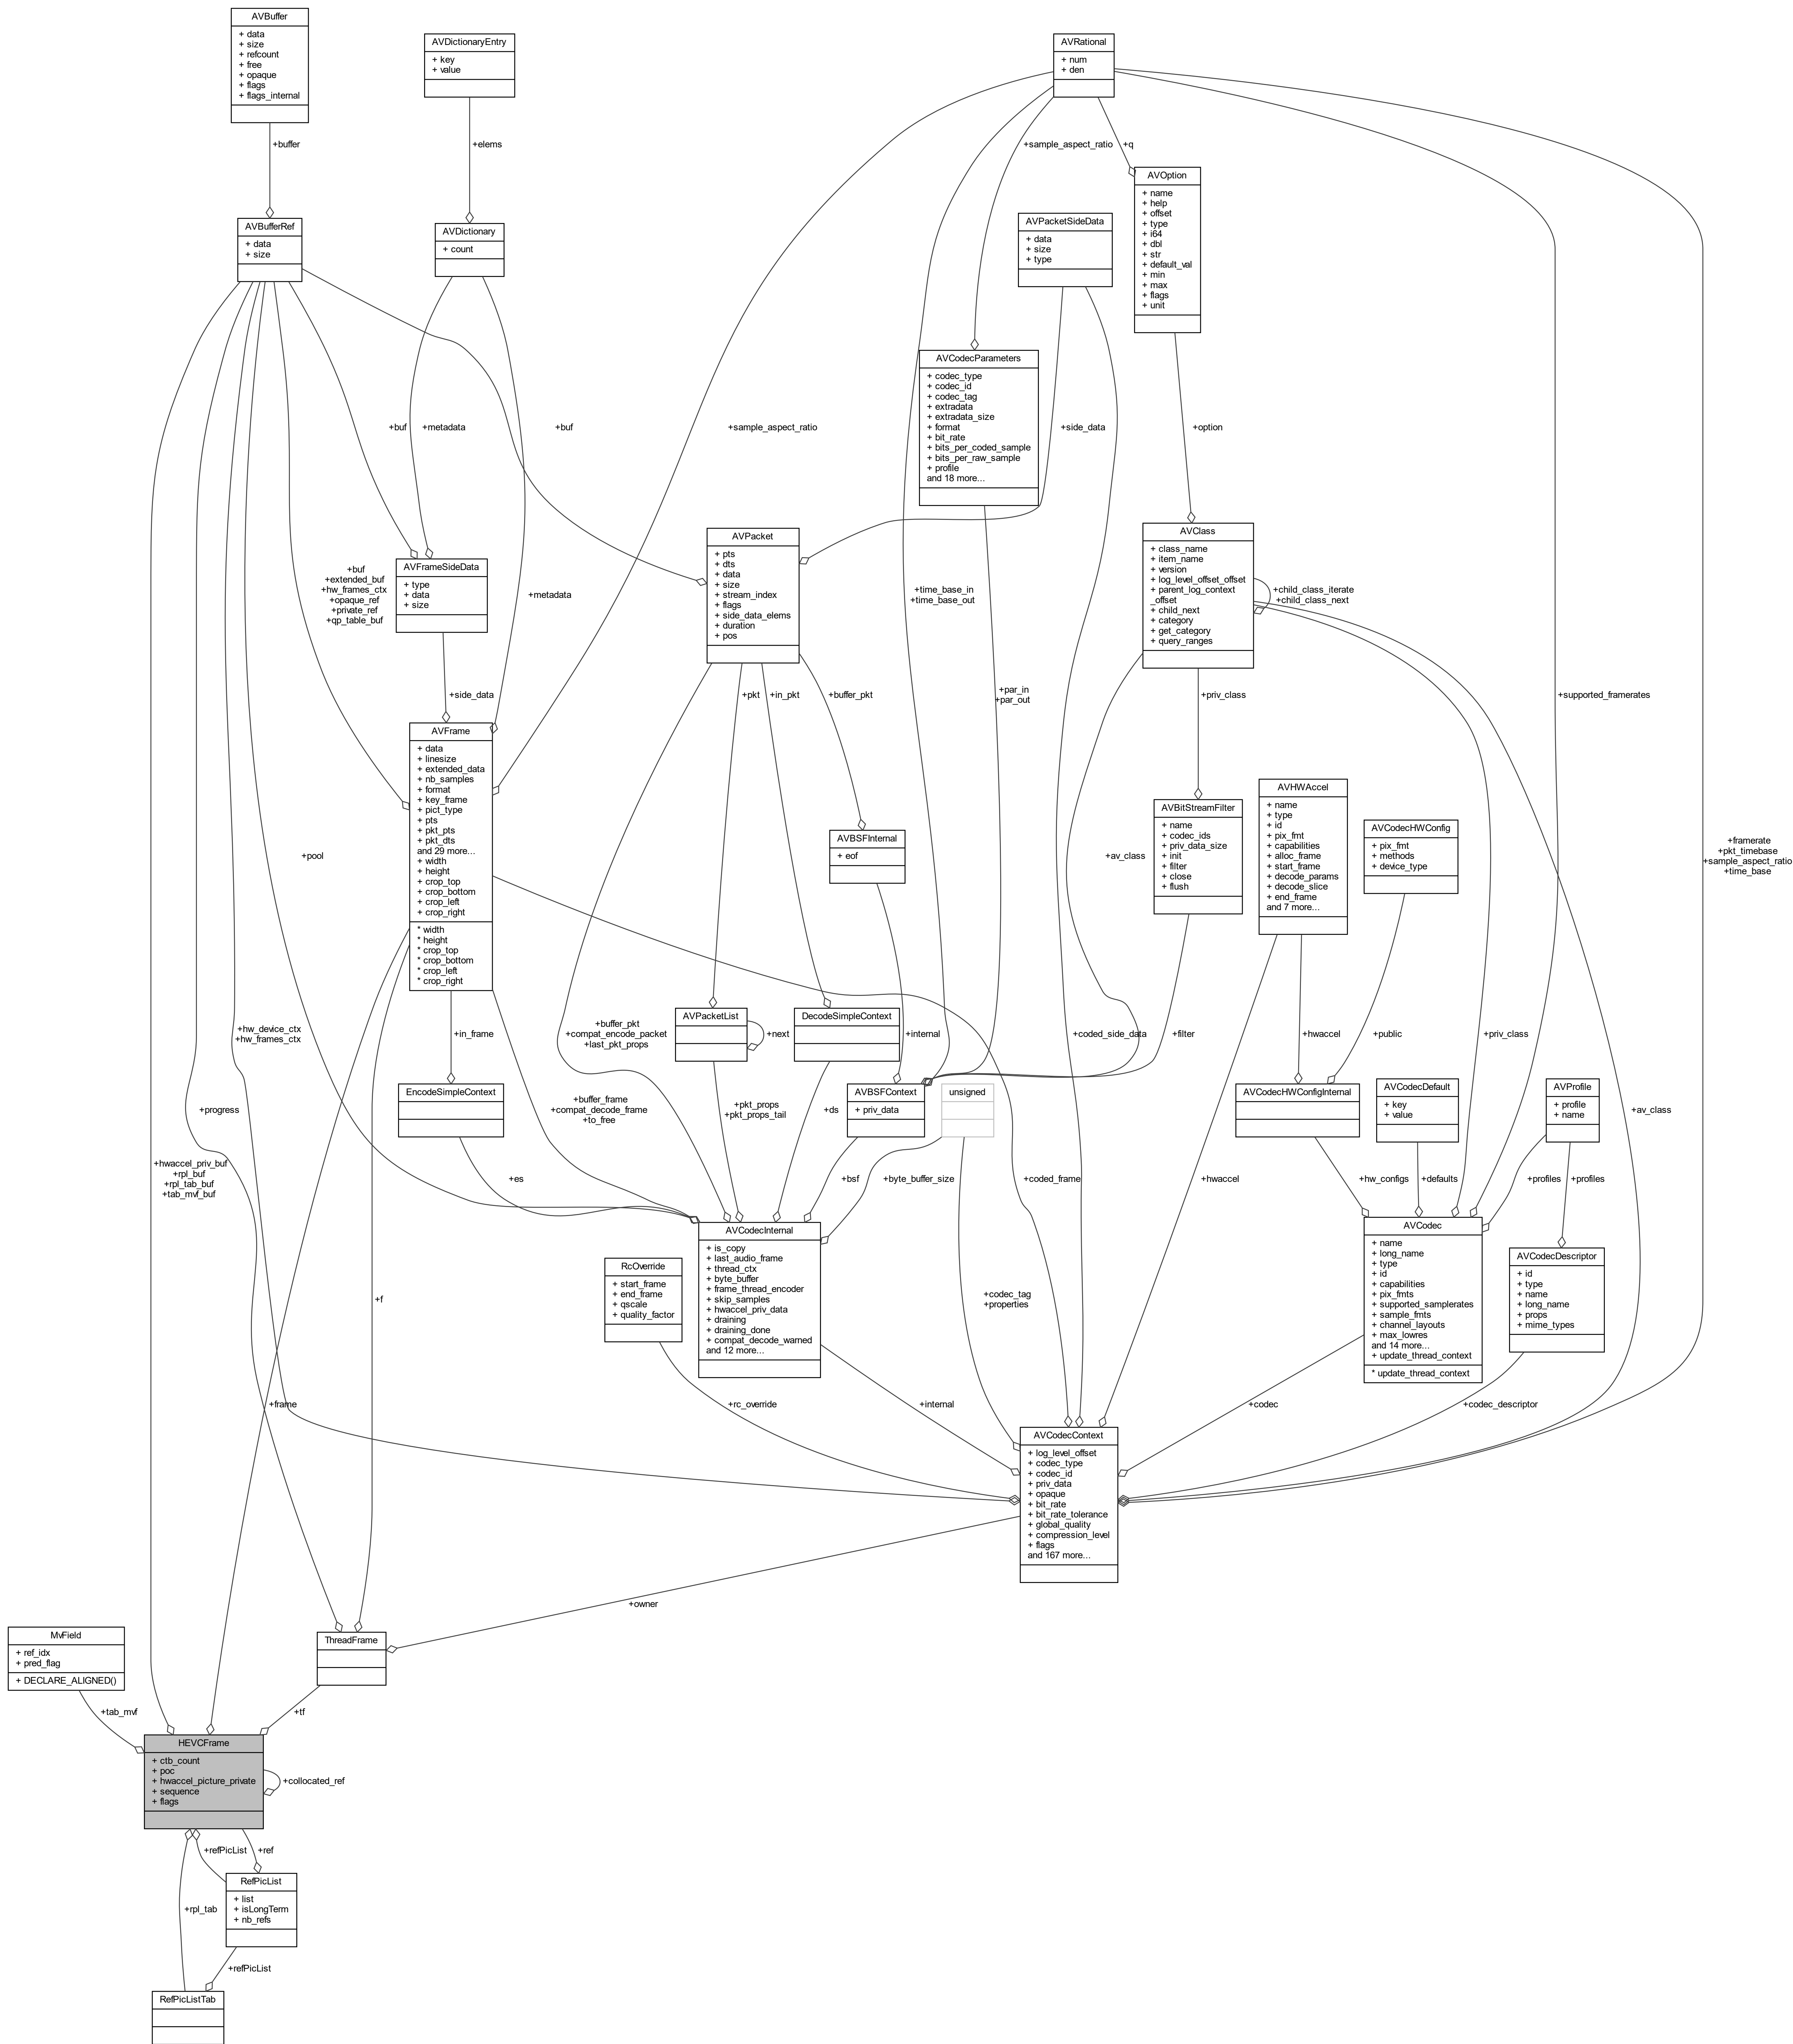 AVBuffer
+ data
+ size
+ refcount
+ free
+ opaque
+ flags
+ flags_internal
AVDictionaryEntry
+ key
+ value
AVRational
+ num
+ den
+buffer
+elems
+sample_aspect_ratio
+q
AVOption
+ name
+ help
+ offset
+ type
+ i64
+ dbl
+ str
+ default_val
+ min
+ max
+ flags
+ unit
AVBufferRef
+ data
+ size
AVDictionary
+ count
AVPacketSideData
+ data
+ size
+ type
AVCodecParameters
+ codec_type
+ codec_id
+ codec_tag
+ extradata
+ extradata_size
+ format
+ bit_rate
+ bits_per_coded_sample
+ bits_per_raw_sample
+ profile
and 18 more...
+buf
+metadata
+buf
+sample_aspect_ratio
+side_data
+option
AVClass
+ class_name
+ item_name
+ version
+ log_level_offset_offset
+ parent_log_context
_offset
+ child_next
+ category
+ get_category
+ query_ranges
+child_class_iterate
+child_class_next
AVPacket
+ pts
+ dts
+ data
+ size
+ stream_index
+ flags
+ side_data_elems
+ duration
+ pos
AVFrameSideData
+ type
+ data
+ size
+buf
+extended_buf
+hw_frames_ctx
+opaque_ref
+private_ref
+qp_table_buf
+metadata
+time_base_in
+time_base_out
+side_data
+pkt
+in_pkt
+buffer_pkt
+par_in
+par_out
+priv_class
+supported_framerates
AVFrame
+ data
+ linesize
+ extended_data
+ nb_samples
+ format
+ key_frame
+ pict_type
+ pts
+ pkt_pts
+ pkt_dts
and 29 more...
+ width
+ height
+ crop_top
+ crop_bottom
+ crop_left
+ crop_right
* width
* height
* crop_top
* crop_bottom
* crop_left
* crop_right
AVBSFInternal
+ eof
AVBitStreamFilter
+ name
+ codec_ids
+ priv_data_size
+ init
+ filter
+ close
+ flush
AVHWAccel
+ name
+ type
+ id
+ pix_fmt
+ capabilities
+ alloc_frame
+ start_frame
+ decode_params
+ decode_slice
+ end_frame
and 7 more...
AVCodecHWConfig
+ pix_fmt
+ methods
+ device_type
+pool
+av_class
+framerate
+pkt_timebase
+sample_aspect_ratio
+time_base
+hw_device_ctx
+hw_frames_ctx
+in_frame
+buffer_pkt
+compat_encode_packet
+last_pkt_props
AVPacketList
+next
DecodeSimpleContext
+internal
+coded_side_data
+filter
+hwaccel
+public
+priv_class
EncodeSimpleContext
AVBSFContext
+ priv_data
unsigned
AVCodecHWConfigInternal
AVCodecDefault
+ key
+ value
AVProfile
+ profile
+ name
+progress
+buffer_frame
+compat_decode_frame
+to_free
+pkt_props
+pkt_props_tail
+ds
+av_class
+hwaccel_priv_buf
+rpl_buf
+rpl_tab_buf
+tab_mvf_buf
+es
+bsf
+byte_buffer_size
+coded_frame
+hwaccel
+hw_configs
+defaults
+profiles
+profiles
AVCodecInternal
+ is_copy
+ last_audio_frame
+ thread_ctx
+ byte_buffer
+ frame_thread_encoder
+ skip_samples
+ hwaccel_priv_data
+ draining
+ draining_done
+ compat_decode_warned
and 12 more...
AVCodec
+ name
+ long_name
+ type
+ id
+ capabilities
+ pix_fmts
+ supported_samplerates
+ sample_fmts
+ channel_layouts
+ max_lowres
and 14 more...
+ update_thread_context
* update_thread_context
AVCodecDescriptor
+ id
+ type
+ name
+ long_name
+ props
+ mime_types
RcOverride
+ start_frame
+ end_frame
+ qscale
+ quality_factor
+f
+codec_tag
+properties
+frame
+rc_override
+internal
+codec
+codec_descriptor
AVCodecContext
+ log_level_offset
+ codec_type
+ codec_id
+ priv_data
+ opaque
+ bit_rate
+ bit_rate_tolerance
+ global_quality
+ compression_level
+ flags
and 167 more...
+owner
MvField
+ ref_idx
+ pred_flag
+ DECLARE_ALIGNED()
ThreadFrame
+tab_mvf
+tf
HEVCFrame
+ ctb_count
+ poc
+ hwaccel_picture_private
+ sequence
+ flags
+collocated_ref
+refPicList
+ref
RefPicList
+ list
+ isLongTerm
+ nb_refs
+rpl_tab
+refPicList
RefPicListTab